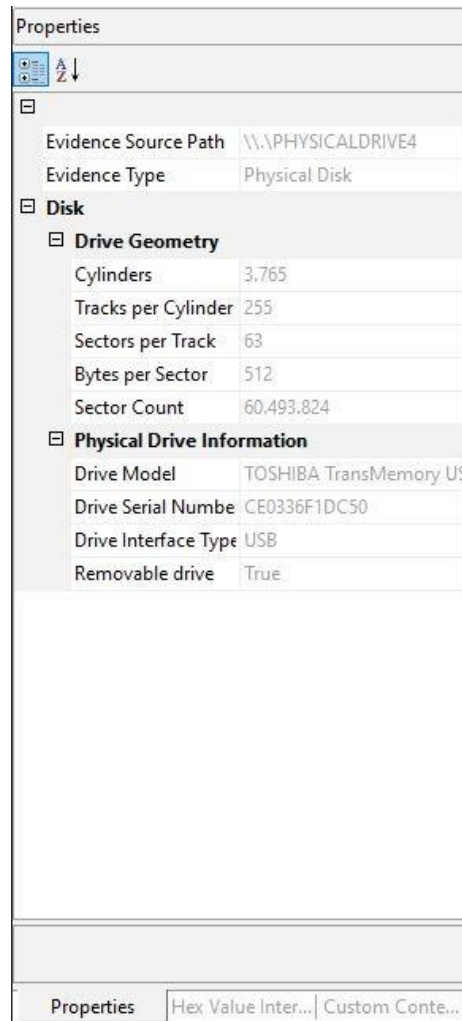 Properties
A
Z
Evidence Source Path \\.\PHYSICALDRIVE4
Evidence Type Physical Disk
Disk
Drive Geometry
Cylinders 3.765
Tracks per Cylinder 255
Sectors per Track 63
Bytes per Sector 512
Sector Count 60.493.824
Physical Drive Information
Drive Model TOSHIBA TransMemory US
Drive Serial Numbe CE0336F1DC50
Drive Interface Type USB
Removable drive True
Properties Hex Value Inter... Custom Conte...